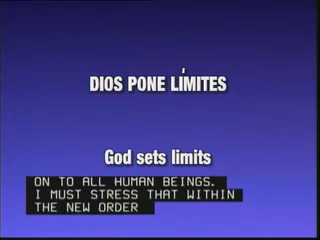 DIOS PONE LÍMITES
God sets limits
ON TO ALL HUMAN BEINGS.
I MUST STRESS THAT WITHIN
THE NEW ORDER